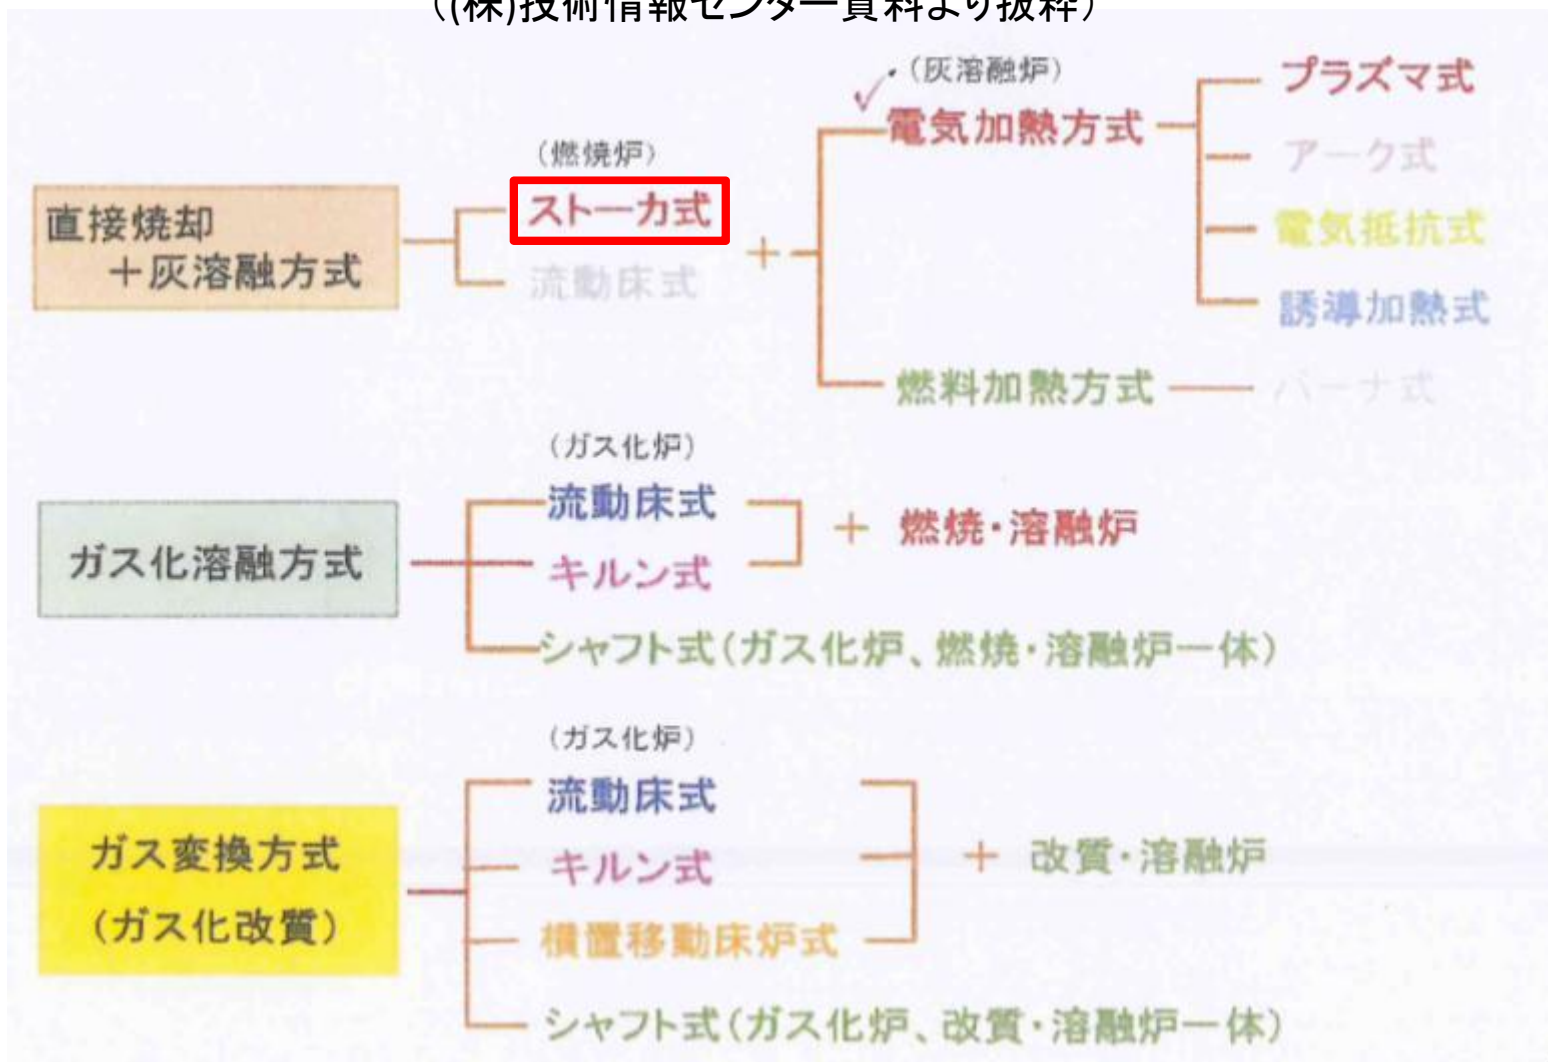 ((株)技術情報センター資料より抜粋)
(灰溶融炉)
プラズマ式
電気加熱方式
(燃焼炉)
アーク式
直接焼却
+灰溶融方式
ストーカ式
+
電気抵抗式
流動床式
誘導加熱式
燃料加熱方式
バーナ式
(ガス化炉)
流動床式
+ 燃焼・溶融炉
ガス化溶融方式
キルン式
シャフト式(ガス化炉、燃焼・溶融炉一体)
(ガス化炉)
流動床式
ガス変換方式
(ガス化改質)
キルン式
+ 改質・溶融炉
横置移動床炉式
シャフト式(ガス化炉、改質・溶融炉一体)